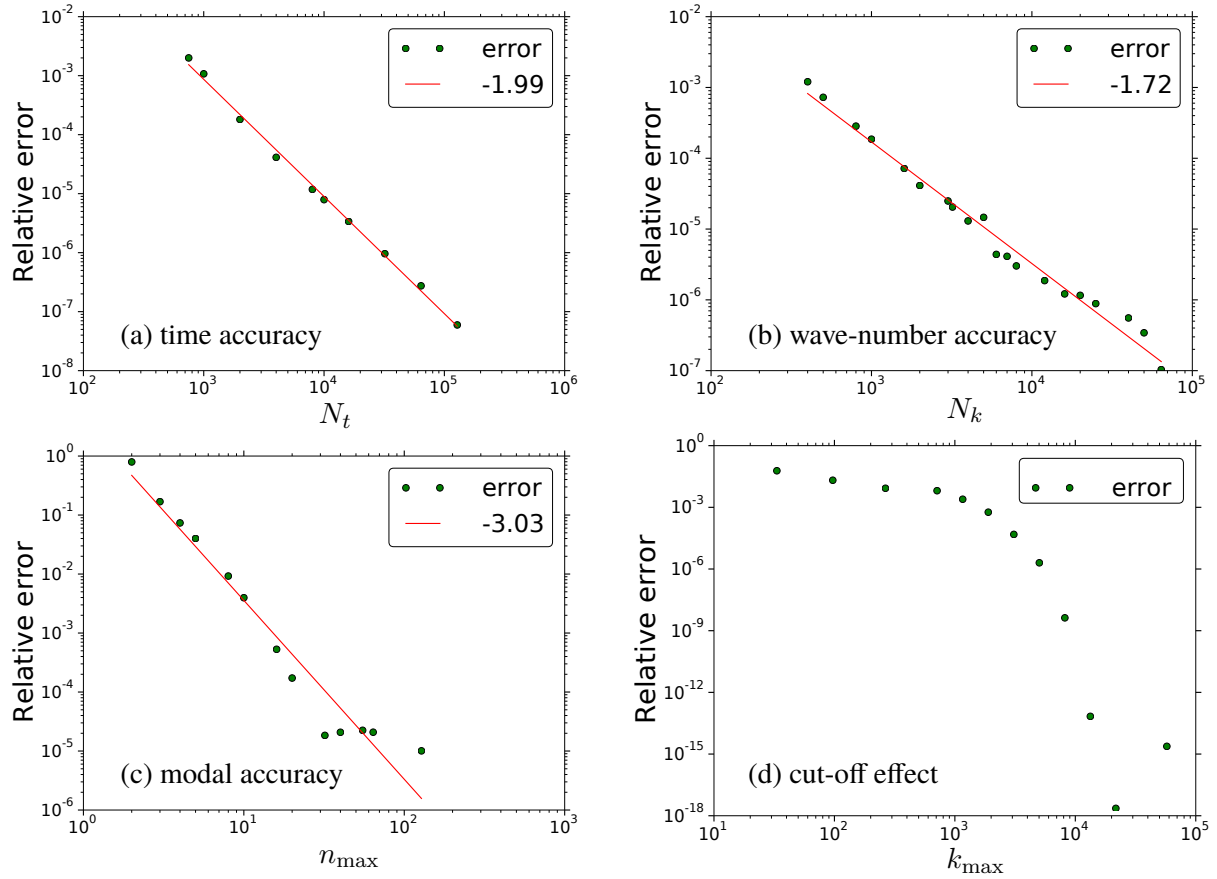 10^{-2}
10^{-3}
10^{-4}
10^{-5}
10^{-6}
10^{-7}
10^{-8}
Relative error
error
-1.99
(a) time accuracy
10^2 10^3 10^4 10^5 10^6
N_t
10^{-2}
10^{-3}
10^{-4}
10^{-5}
10^{-6}
10^{-7}
Relative error
error
-1.72
(b) wave-number accuracy
10^2 10^3 10^4 10^5
N_k
10^0
10^{-1}
10^{-2}
10^{-3}
10^{-4}
10^{-5}
10^{-6}
Relative error
error
-3.03
(c) modal accuracy
10^0 10^1 10^2 10^3
n_{max}
10^0
10^{-3}
10^{-6}
10^{-9}
10^{-12}
10^{-15}
10^{-18}
Relative error
error
(d) cut-off effect
10^1 10^2 10^3 10^4 10^5
k_{max}